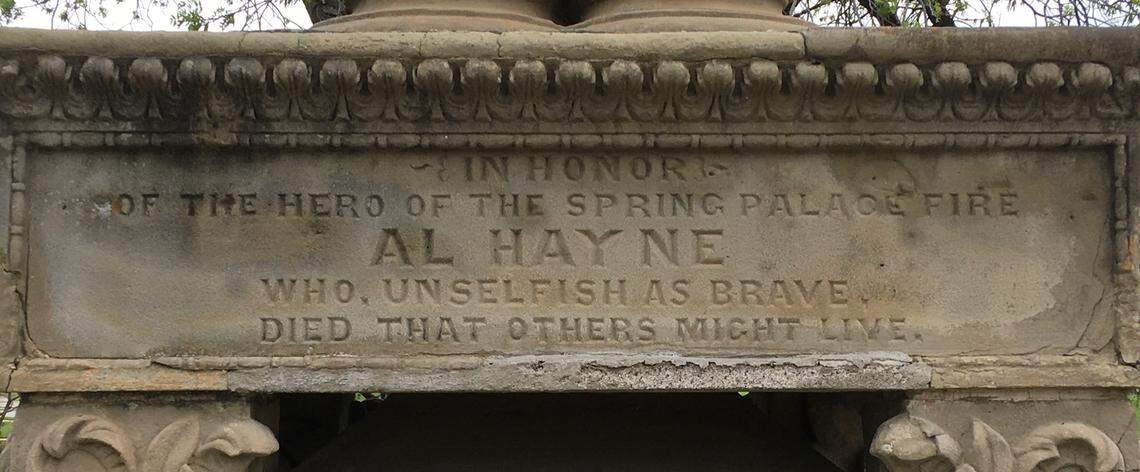 IN HONOR
OF THE HERO OF THE SPRING PALACE FIRE
AL HAYNE
WHO, UNSELFISH AS BRAVE,
DIED THAT OTHERS MIGHT LIVE.